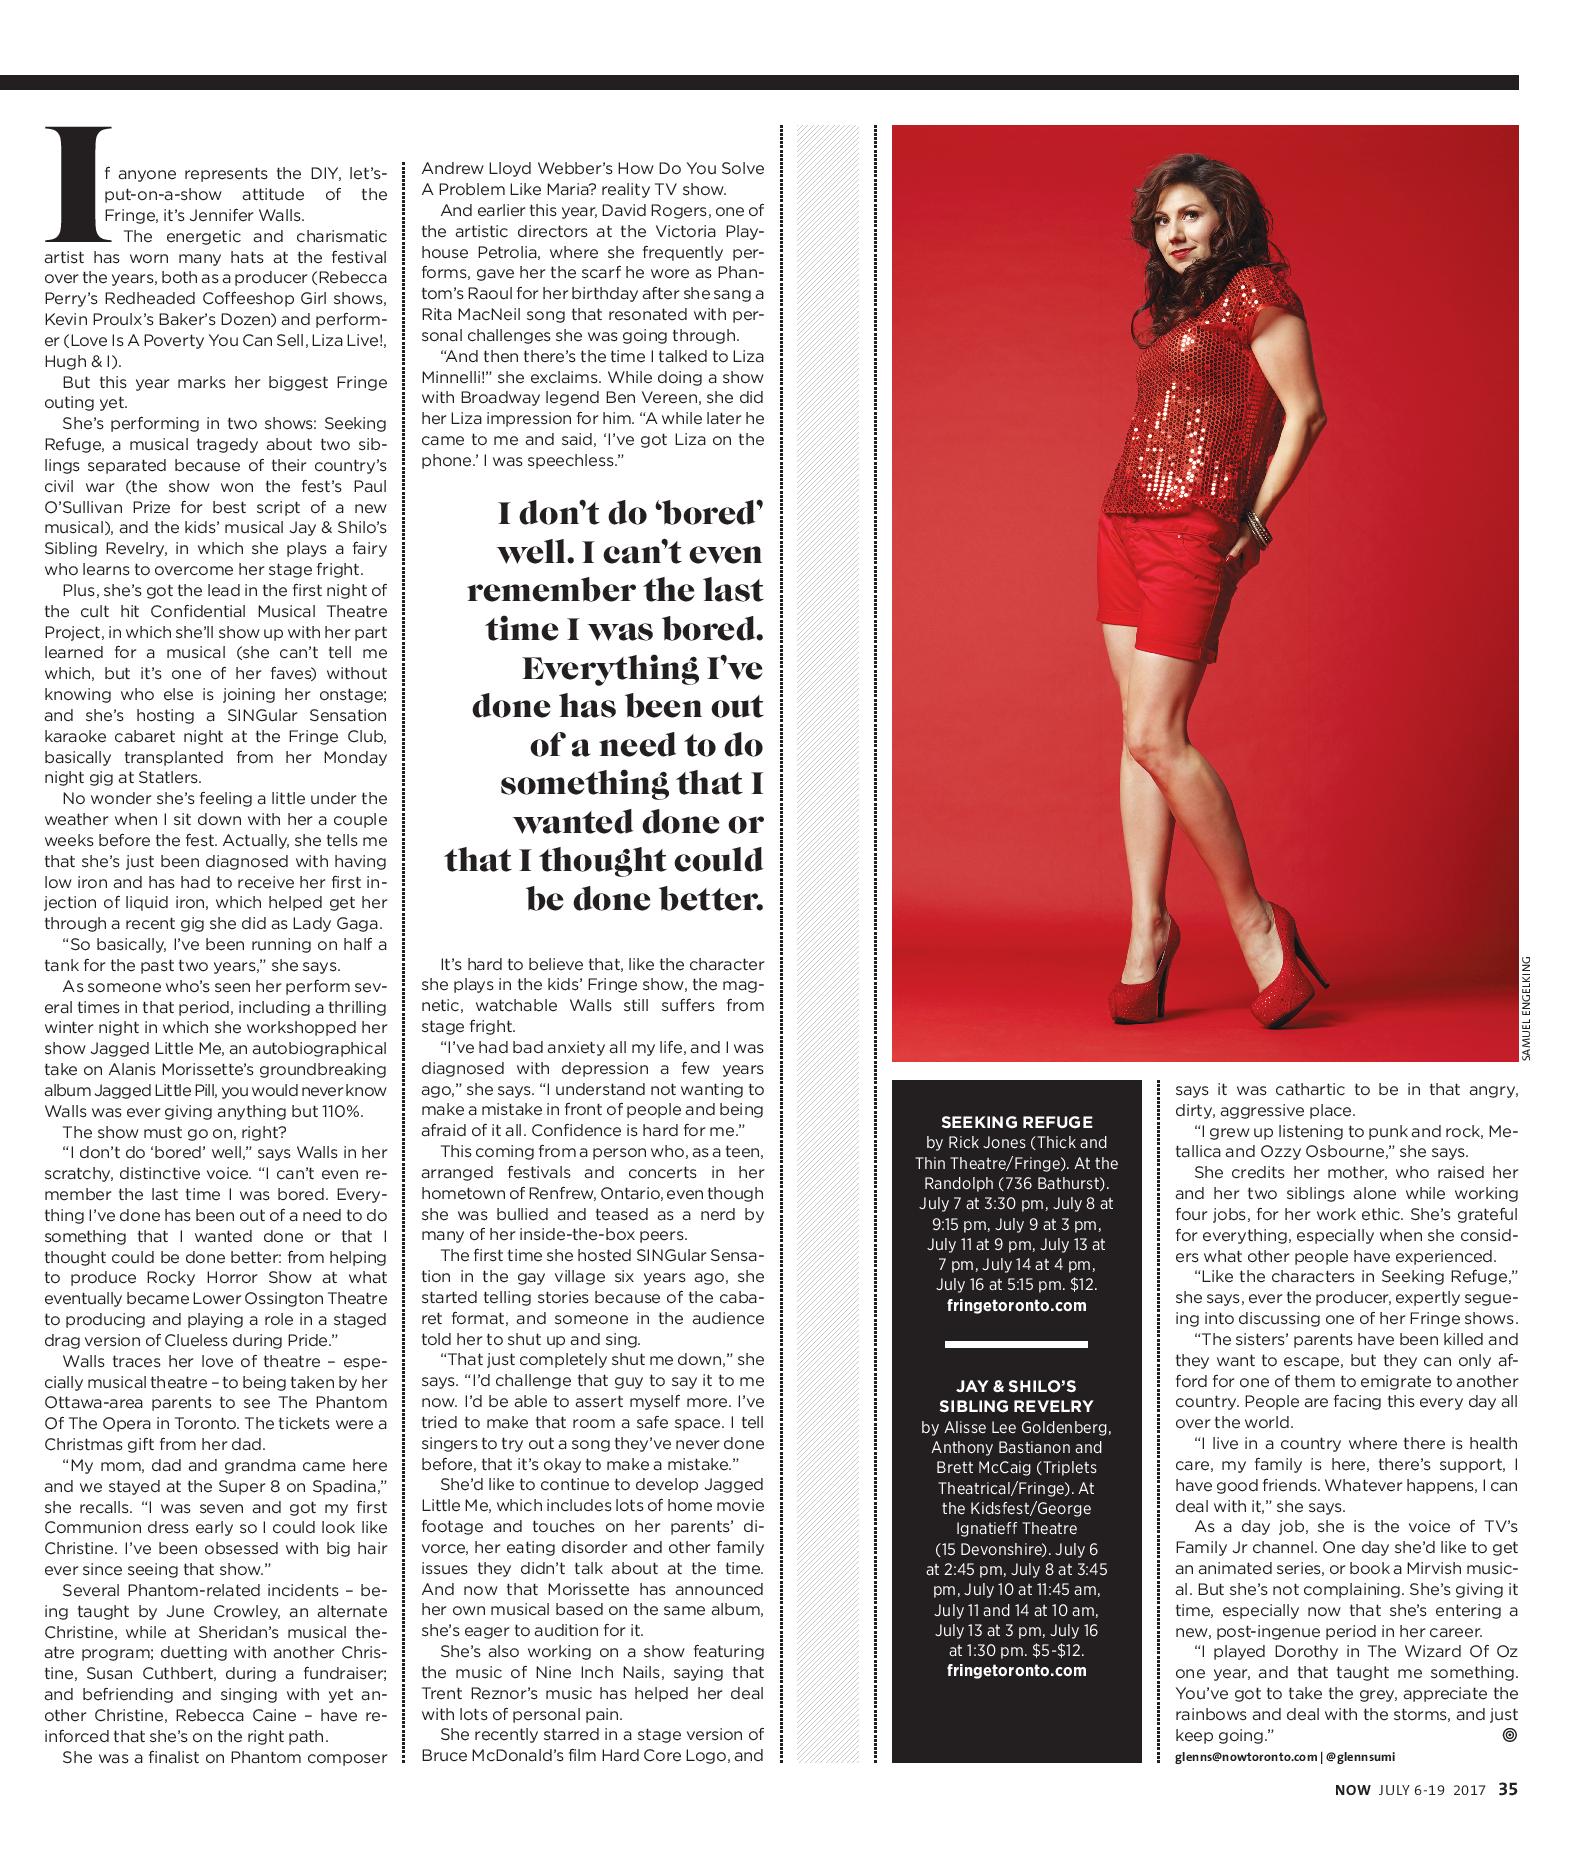 If anyone represents the DIY, let's-
put-on-a-show attitude of the
Fringe, it's Jennifer Walls.
The energetic and charismatic
artist has worn many hats at the festival
over the years, both as a producer (Rebecca
Perry's Redheaded Coffeeshop Girl shows,
Kevin Proulx's Baker's Dozen) and perform-
er (Love Is A Poverty You Can Sell, Liza Live!,
Hugh & I).
But this year marks her biggest Fringe
outing yet.
She's performing in two shows: Seeking
Refuge, a musical tragedy about two sib-
lings separated because of their country's
civil war (the show won the fest's Paul
O'Sullivan Prize for best script of a new
musical), and the kids' musical Jay & Shilo's
Sibling Revelry, in which she plays a fairy
who learns to overcome her stage fright.
Plus, she's got the lead in the first night of
the cult hit Confidential Musical Theatre
Project, in which she'll show up with her part
learned for a musical (she can't tell me
which, but it's one of her faves) without
knowing who else is joining her onstage;
and she's hosting a SINGular Sensation
karaoke cabaret night at the Fringe Club,
basically transplanted from her Monday
night gig at Statlers.
No wonder she's feeling a little under the
weather when I sit down with her a couple
weeks before the fest. Actually, she tells me
that she's just been diagnosed with having
low iron and has had to receive her first in-
jection of liquid iron, which helped get her
through a recent gig she did as Lady Gaga.
"So basically, I've been running on half a
tank for the past two years," she says.
As someone who's seen her perform sev-
eral times in that period, including a thrilling
winter night in which she workshopped her
show Jagged Little Me, an autobiographical
take on Alanis Morissette's groundbreaking
album Jagged Little Pill, you would never know
Walls was ever giving anything but 110%.
The show must go on, right?
"I don't do 'bored' well," says Walls in her
scratchy, distinctive voice. "I can't even re-
member the last time I was bored. Every-
thing I've done has been out of a need to do
something that I wanted done or that I
thought could be done better: from helping
to produce Rocky Horror Show at what
eventually became Lower Ossington Theatre
to producing and playing a role in a staged
drag version of Clueless during Pride."
Walls traces her love of theatre – espe-
cially musical theatre – to being taken by her
Ottawa-area parents to see The Phantom
Of The Opera in Toronto. The tickets were a
Christmas gift from her dad.
"My mom, dad and grandma came here
and we stayed at the Super 8 on Spadina,"
she recalls. "I was seven and got my first
Communion dress early so I could look like
Christine. I've been obsessed with big hair
ever since seeing that show."
Several Phantom-related incidents – be-
ing taught by June Crowley, an alternate
Christine, while at Sheridan's musical the-
atre program; duetting with another Chris-
tine, Susan Cuthbert, during a fundraiser;
and befriending and singing with yet an-
other Christine, Rebecca Caine – have re-
inforced that she's on the right path.
She was a finalist on Phantom composer
Andrew Lloyd Webber's How Do You Solve
A Problem Like Maria? reality TV show.
And earlier this year, David Rogers, one of
the artistic directors at the Victoria Play-
house Petrolia, where she frequently per-
forms, gave her the scarf he wore as Phan-
tom's Raoul for her birthday after she sang a
Rita MacNeil song that resonated with per-
sonal challenges she was going through.
"And then there's the time I talked to Liza
Minnelli!" she exclaims. While doing a show
with Broadway legend Ben Vereen, she did
her Liza impression for him. "A while later he
came to me and said, 'I've got Liza on the
phone.' I was speechless."
I don't do 'bored'
well. I can't even
remember the last
time I was bored.
Everything I've
done has been out
of a need to do
something that I
wanted done or
that I thought could
be done better.
It's hard to believe that, like the character
she plays in the kids' Fringe show, the mag-
netic, watchable Walls still suffers from
stage fright.
"I've had bad anxiety all my life, and I was
diagnosed with depression a few years
ago," she says. "I understand not wanting to
make a mistake in front of people and being
afraid of it all. Confidence is hard for me."
This coming from a person who, as a teen,
arranged festivals and concerts in her
hometown of Renfrew, Ontario, even though
she was bullied and teased as a nerd by
many of her inside-the-box peers.
The first time she hosted SINGular Sensa-
tion in the gay village six years ago, she
started telling stories because of the caba-
ret format, and someone in the audience
told her to shut up and sing.
"That just completely shut me down," she
says. "I'd challenge that guy to say it to me
now. I'd be able to assert myself more. I've
tried to make that room a safe space. I tell
singers to try out a song they've never done
before, that it's okay to make a mistake."
She'd like to continue to develop Jagged
Little Me, which includes lots of home movie
footage and touches on her parents' di-
vorce, her eating disorder and other family
issues they didn't talk about at the time.
And now that Morissette has announced
her own musical based on the same album,
she's eager to audition for it.
She's also working on a show featuring
the music of Nine Inch Nails, saying that
Trent Reznor's music has helped her deal
with lots of personal pain.
She recently starred in a stage version of
Bruce McDonald's film Hard Core Logo, and
SAMUEL ENGELKING
SEEKING REFUGE
by Rick Jones (Thick and
Thin Theatre/Fringe). At the
Randolph (736 Bathurst).
July 7 at 3:30 pm, July 8 at
9:15 pm, July 9 at 3 pm,
July 11 at 9 pm, July 13 at
7 pm, July 14 at 4 pm,
July 16 at 5:15 pm. $12.
fringetoronto.com
JAY & SHILO'S
SIBLING REVELRY
by Alisse Lee Goldenberg,
Anthony Bastianon and
Brett McCaig (Triplets
Theatrical/Fringe). At
the Kidsfest/George
Ignatieff Theatre
(15 Devonshire). July 6
at 2:45 pm, July 8 at 3:45
pm, July 10 at 11:45 am,
July 11 and 14 at 10 am,
July 13 at 3 pm, July 16
at 1:30 pm. $5-$12.
fringetoronto.com
says it was cathartic to be in that angry,
dirty, aggressive place.
"I grew up listening to punk and rock, Me-
tallica and Ozzy Osbourne," she says.
She credits her mother, who raised her
and her two siblings alone while working
four jobs, for her work ethic. She's grateful
for everything, especially when she consid-
ers what other people have experienced.
"Like the characters in Seeking Refuge,"
she says, ever the producer, expertly segue-
ing into discussing one of her Fringe shows.
"The sisters' parents have been killed and
they want to escape, but they can only af-
ford for one of them to emigrate to another
country. People are facing this every day all
over the world.
"I live in a country where there is health
care, my family is here, there's support, I
have good friends. Whatever happens, I can
deal with it," she says.
As a day job, she is the voice of TV's
Family Jr channel. One day she'd like to get
an animated series, or book a Mirvish music-
al. But she's not complaining. She's giving it
time, especially now that she's entering a
new, post-ingenue period in her career.
"I played Dorothy in The Wizard Of Oz
one year, and that taught me something.
You've got to take the grey, appreciate the
rainbows and deal with the storms, and just
keep going."
glenns@nowtoronto.com | @glennsumi
NOW JULY 6-19 2017 35